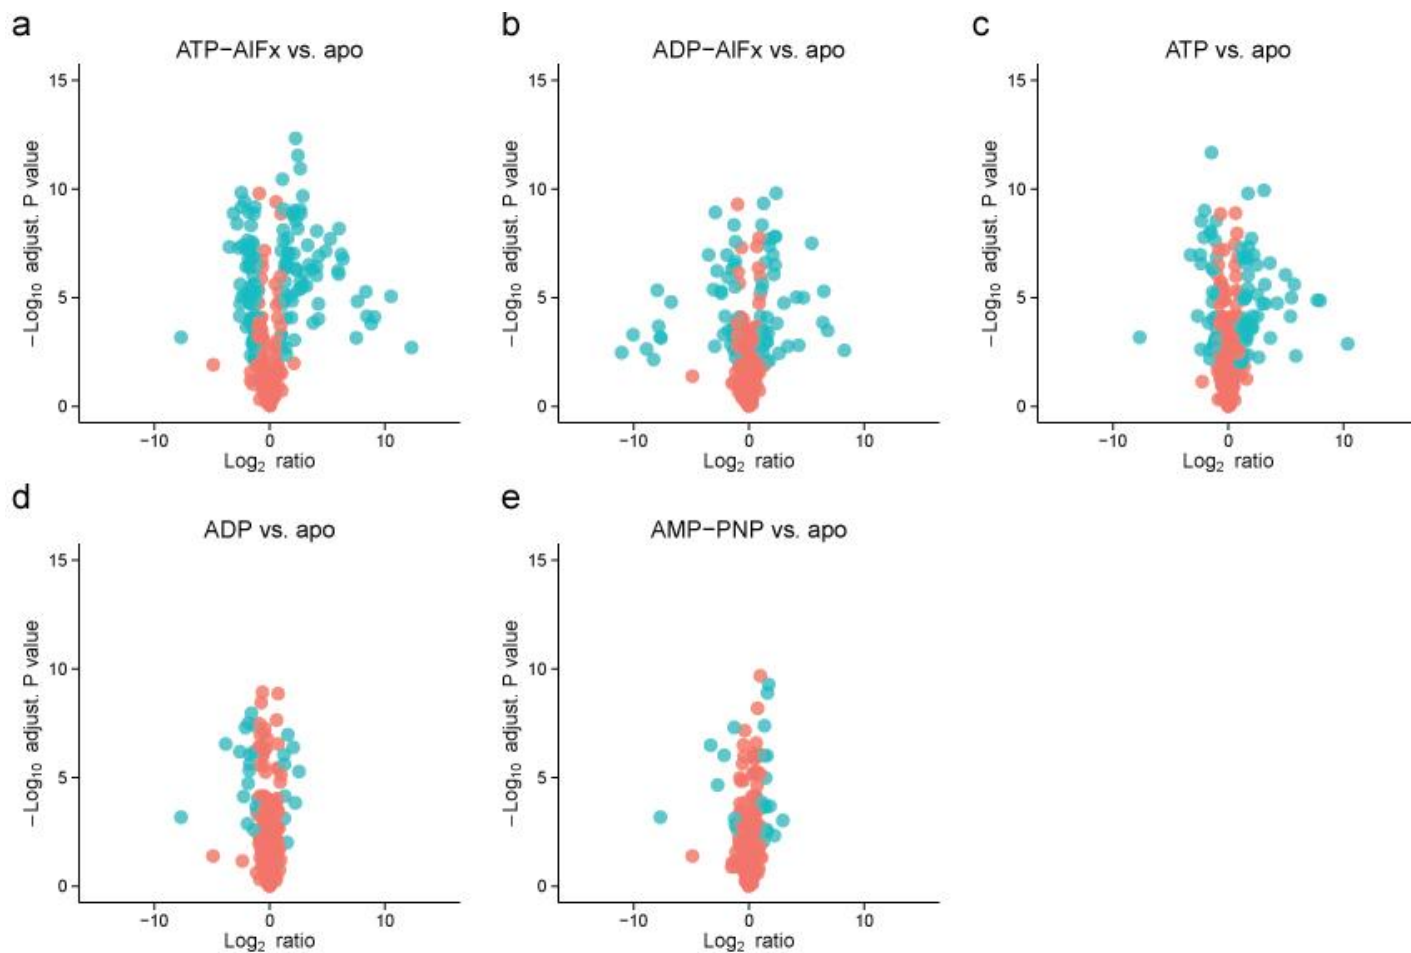 a
ATP−AlFx vs. apo
15
10
5
0
−Log10 adjust. P value
−10 0 10
Log2 ratio
b
ADP−AlFx vs. apo
15
10
5
0
−Log10 adjust. P value
−10 0 10
Log2 ratio
c
ATP vs. apo
15
10
5
0
−Log10 adjust. P value
−10 0 10
Log2 ratio
d
ADP vs. apo
15
10
5
0
−Log10 adjust. P value
−10 0 10
Log2 ratio
e
AMP−PNP vs. apo
15
10
5
0
−Log10 adjust. P value
−10 0 10
Log2 ratio